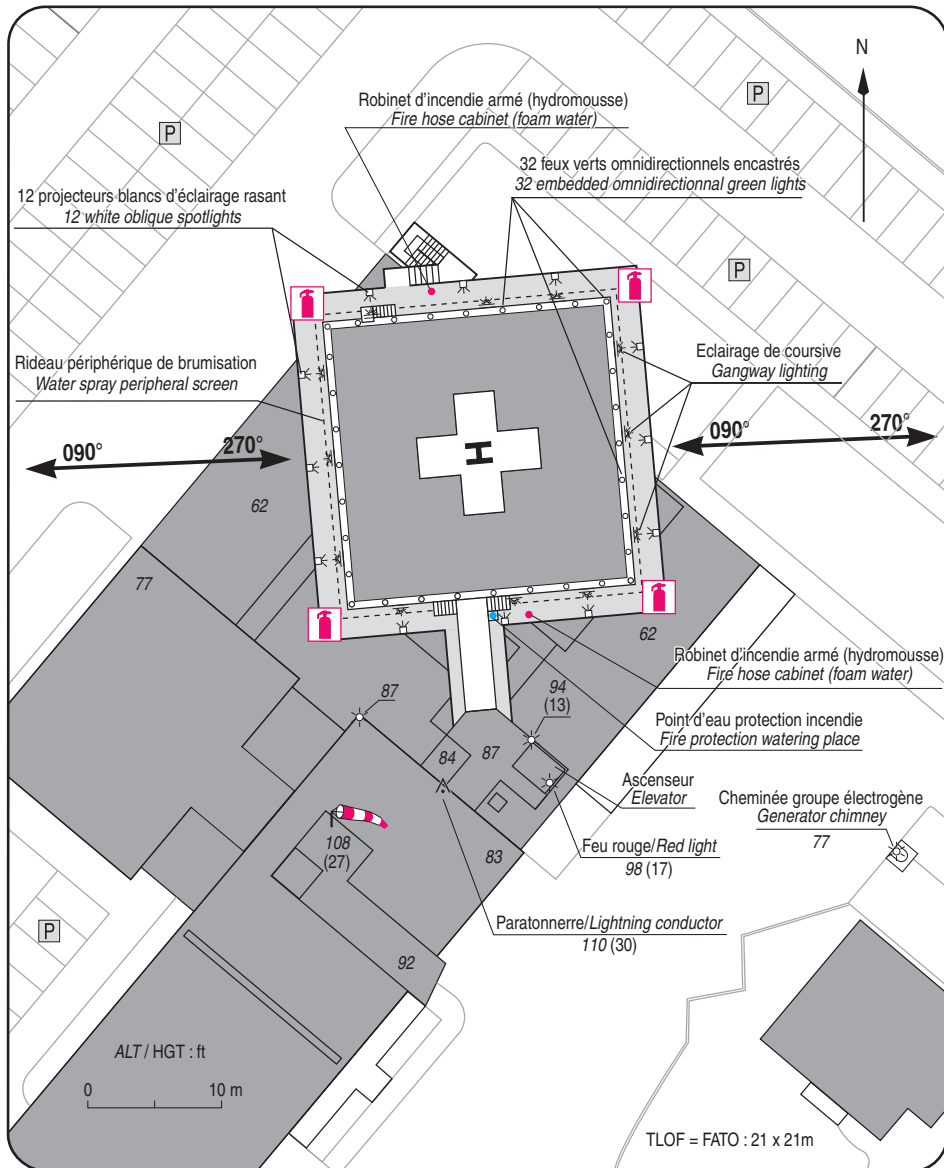 N
P
P
Robinet d'incendie armé (hydromousse)
Fire hose cabinet (foam water)
32 feux verts omnidirectionnels encastrés
32 embedded omnidirectionnal green lights
12 projecteurs blancs d'éclairage rasant
12 white oblique spotlights
P
Rideau périphérique de brumisation
Water spray peripheral screen
Eclairage de coursive
Gangway lighting
090°
270°
090°
270°
H
62
77
62
Robinet d'incendie armé (hydromousse)
Fire hose cabinet (foam water)
87
94
(13)
Point d'eau protection incendie
Fire protection watering place
84
87
Ascenseur
Elevator
Cheminée groupe électrogène
Generator chimney
77
108
(27)
83
Feu rouge/Red light
98 (17)
P
Paratonnerre/Lightning conductor
110 (30)
92
ALT / HGT : ft
0
10 m
TLOF = FATO : 21 x 21m